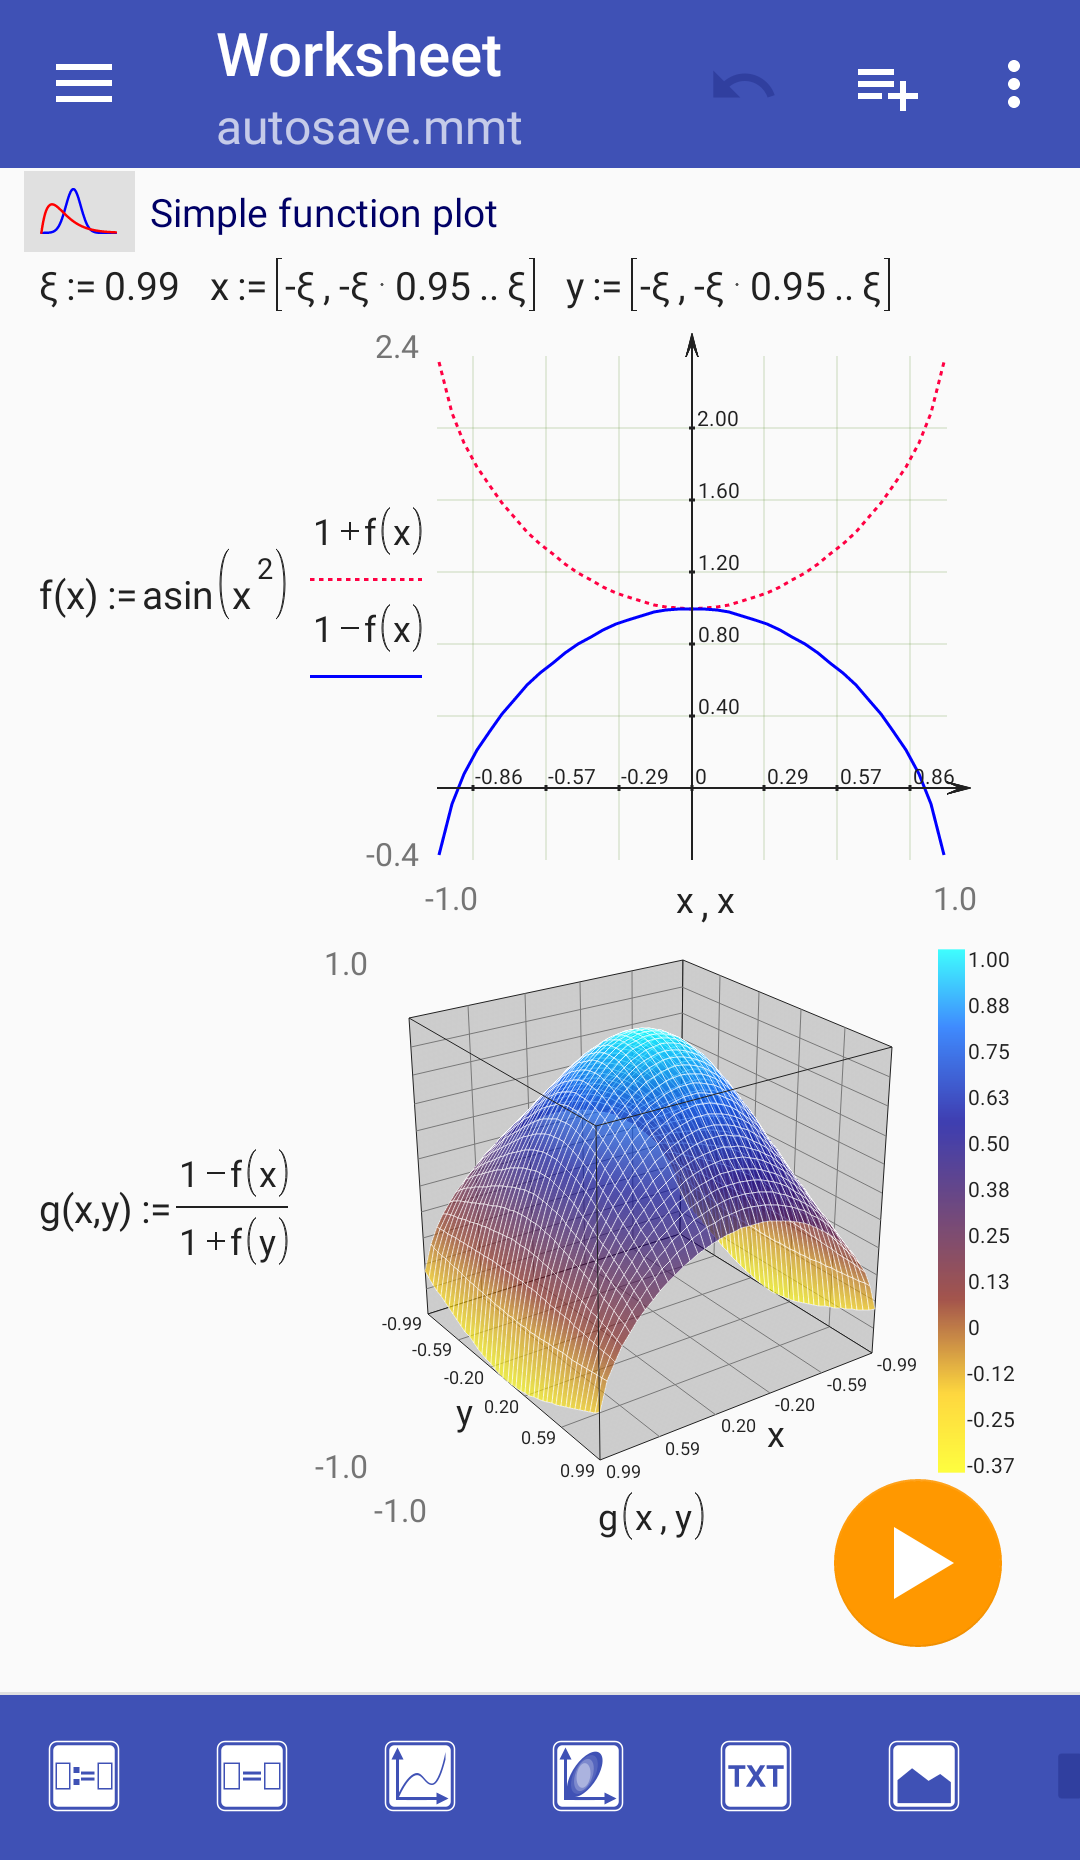 Worksheet
autosave.mmt
Simple function plot
ξ := 0.99 x := [-ξ , -ξ · 0.95 .. ξ] y := [-ξ , -ξ · 0.95 .. ξ]
2.4
2.00
1.60
1.20
0.80
0.40
1+f(x)
f(x) := asin(x²)
1−f(x)
-0.86 -0.57 -0.29 0 0.29 0.57 0.86
-0.4
-1.0 x , x 1.0
1.0
g(x,y) := 1−f(x)
1+f(y)
1.00
0.88
0.75
0.63
0.50
0.38
0.25
0.13
0
-0.12
-0.25
-0.37
-0.99
-0.59
-0.20
0.20
0.59
0.99
y
0.99
0.59
0.20
-0.20
-0.59
-0.99
x
-1.0
-1.0
g(x , y)
:=
=
TXT